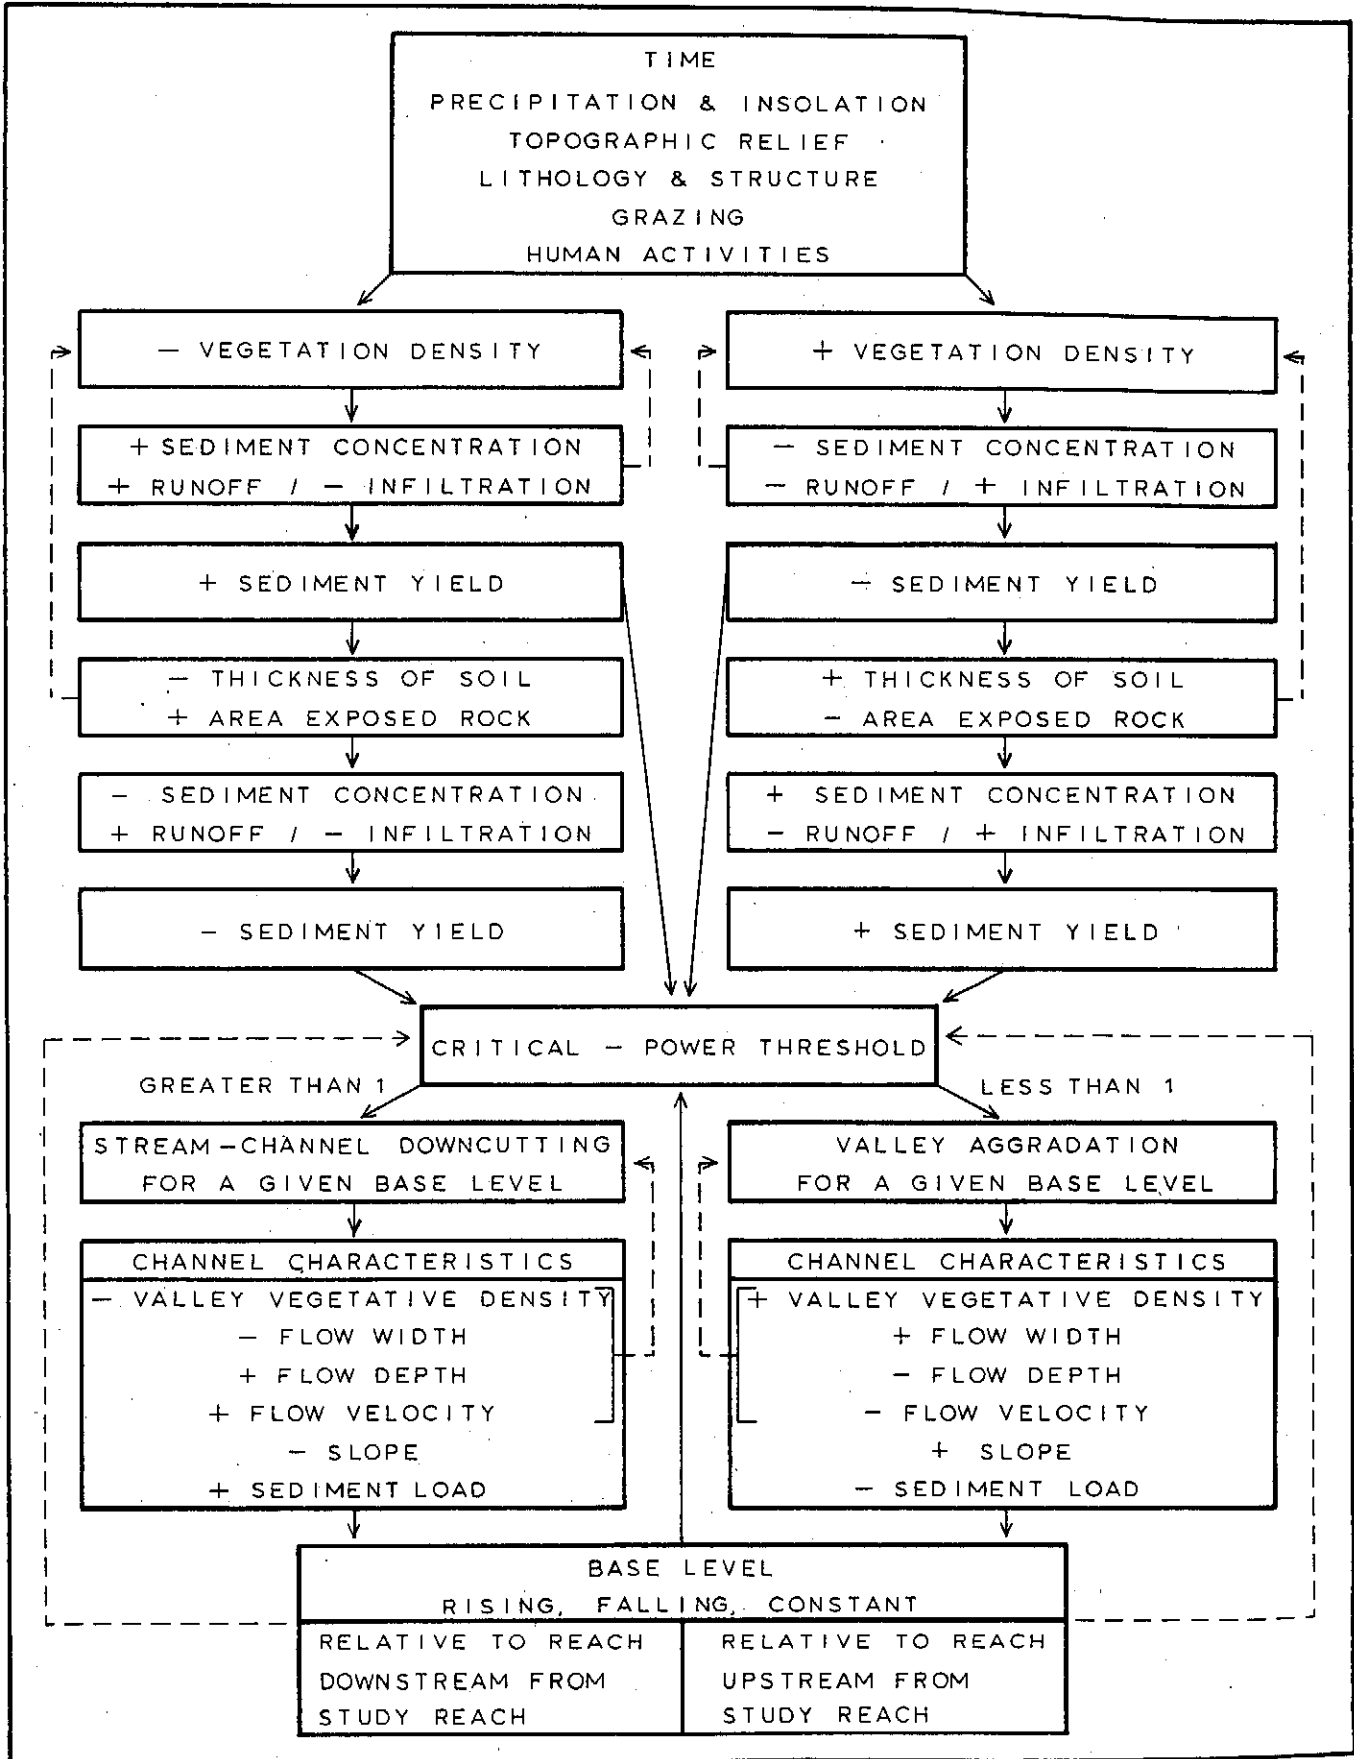 TIME
PRECIPITATION & INSOLATION
TOPOGRAPHIC RELIEF
LITHOLOGY & STRUCTURE
GRAZING
HUMAN ACTIVITIES
− VEGETATION DENSITY
+ SEDIMENT CONCENTRATION
+ RUNOFF / − INFILTRATION
+ SEDIMENT YIELD
− THICKNESS OF SOIL
+ AREA EXPOSED ROCK
− SEDIMENT CONCENTRATION
+ RUNOFF / − INFILTRATION
− SEDIMENT YIELD
+ VEGETATION DENSITY
− SEDIMENT CONCENTRATION
− RUNOFF / + INFILTRATION
− SEDIMENT YIELD
+ THICKNESS OF SOIL
− AREA EXPOSED ROCK
+ SEDIMENT CONCENTRATION
− RUNOFF / + INFILTRATION
+ SEDIMENT YIELD
CRITICAL − POWER THRESHOLD
GREATER THAN 1
LESS THAN 1
STREAM−CHANNEL DOWNCUTTING
FOR A GIVEN BASE LEVEL
CHANNEL CHARACTERISTICS
− VALLEY VEGETATIVE DENSITY
− FLOW WIDTH
+ FLOW DEPTH
+ FLOW VELOCITY
− SLOPE
+ SEDIMENT LOAD
VALLEY AGGRADATION
FOR A GIVEN BASE LEVEL
CHANNEL CHARACTERISTICS
+ VALLEY VEGETATIVE DENSITY
+ FLOW WIDTH
− FLOW DEPTH
− FLOW VELOCITY
+ SLOPE
− SEDIMENT LOAD
BASE LEVEL
RISING, FALLING, CONSTANT
RELATIVE TO REACH
DOWNSTREAM FROM
STUDY REACH
RELATIVE TO REACH
UPSTREAM FROM
STUDY REACH